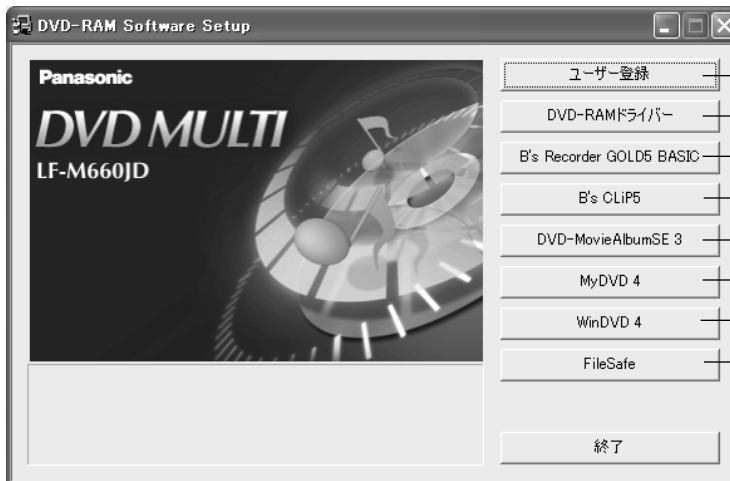 DVD-RAM Software Setup
Panasonic
DVD MULTI
LF-M660JD
ユーザー登録
DVD-RAMドライバー
B's Recorder GOLD5 BASIC
B's CLiP5
DVD-MovieAlbumSE 3
MyDVD 4
WinDVD 4
FileSafe
終了